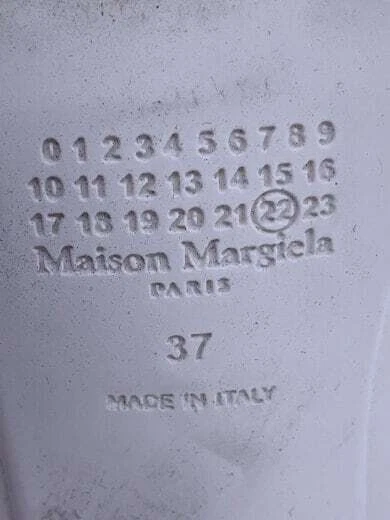 0 1 2 3 4 5 6 7 8 9
10 11 12 13 14 15 16
17 18 19 20 21 22 23
Maison Margiela
PARIS
37
MADE IN ITALY